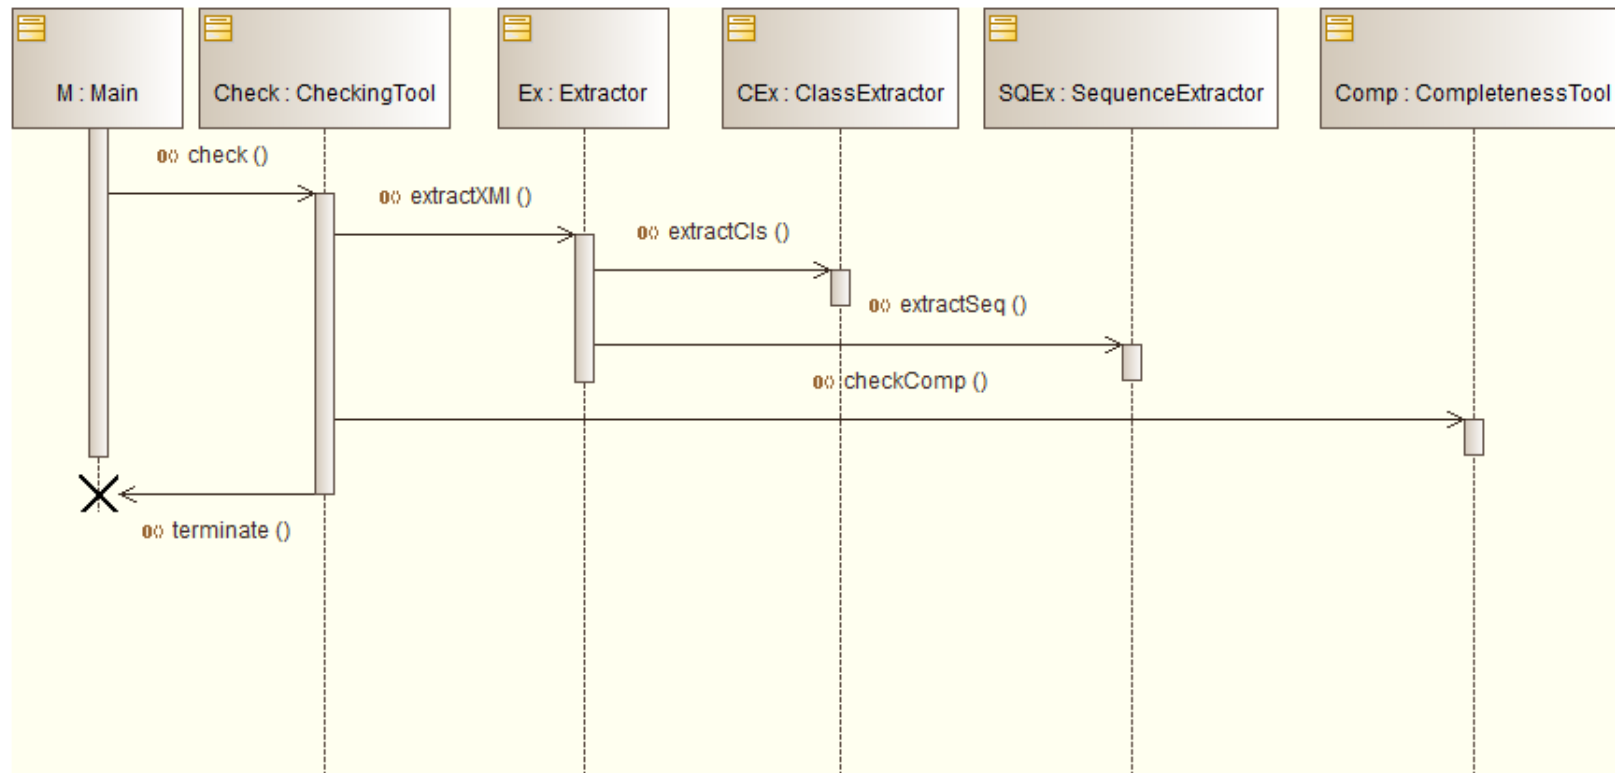 M : Main
Check : CheckingTool
Ex : Extractor
CEx : ClassExtractor
SQEx : SequenceExtractor
Comp : CompletenessTool
check ()
extractXMI ()
extractCls ()
extractSeq ()
checkComp ()
terminate ()